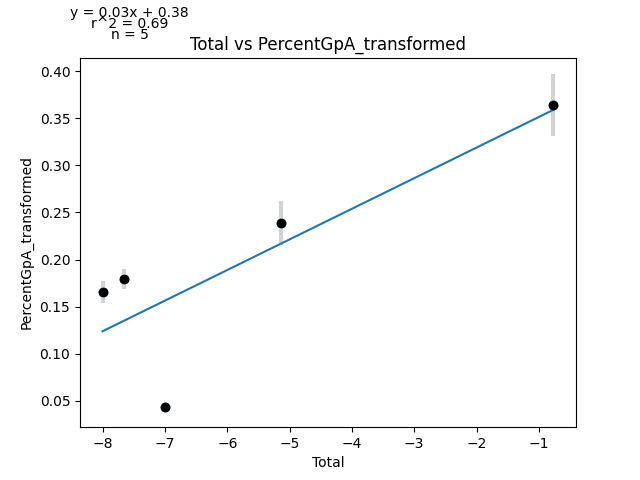 y = 0.03x + 0.38
r^2 = 0.69
n = 5
Total vs PercentGpA_transformed
0.40
0.35
0.30
0.25
0.20
0.15
0.10
0.05
PercentGpA_transformed
−8
−7
−6
−5
−4
−3
−2
−1
Total